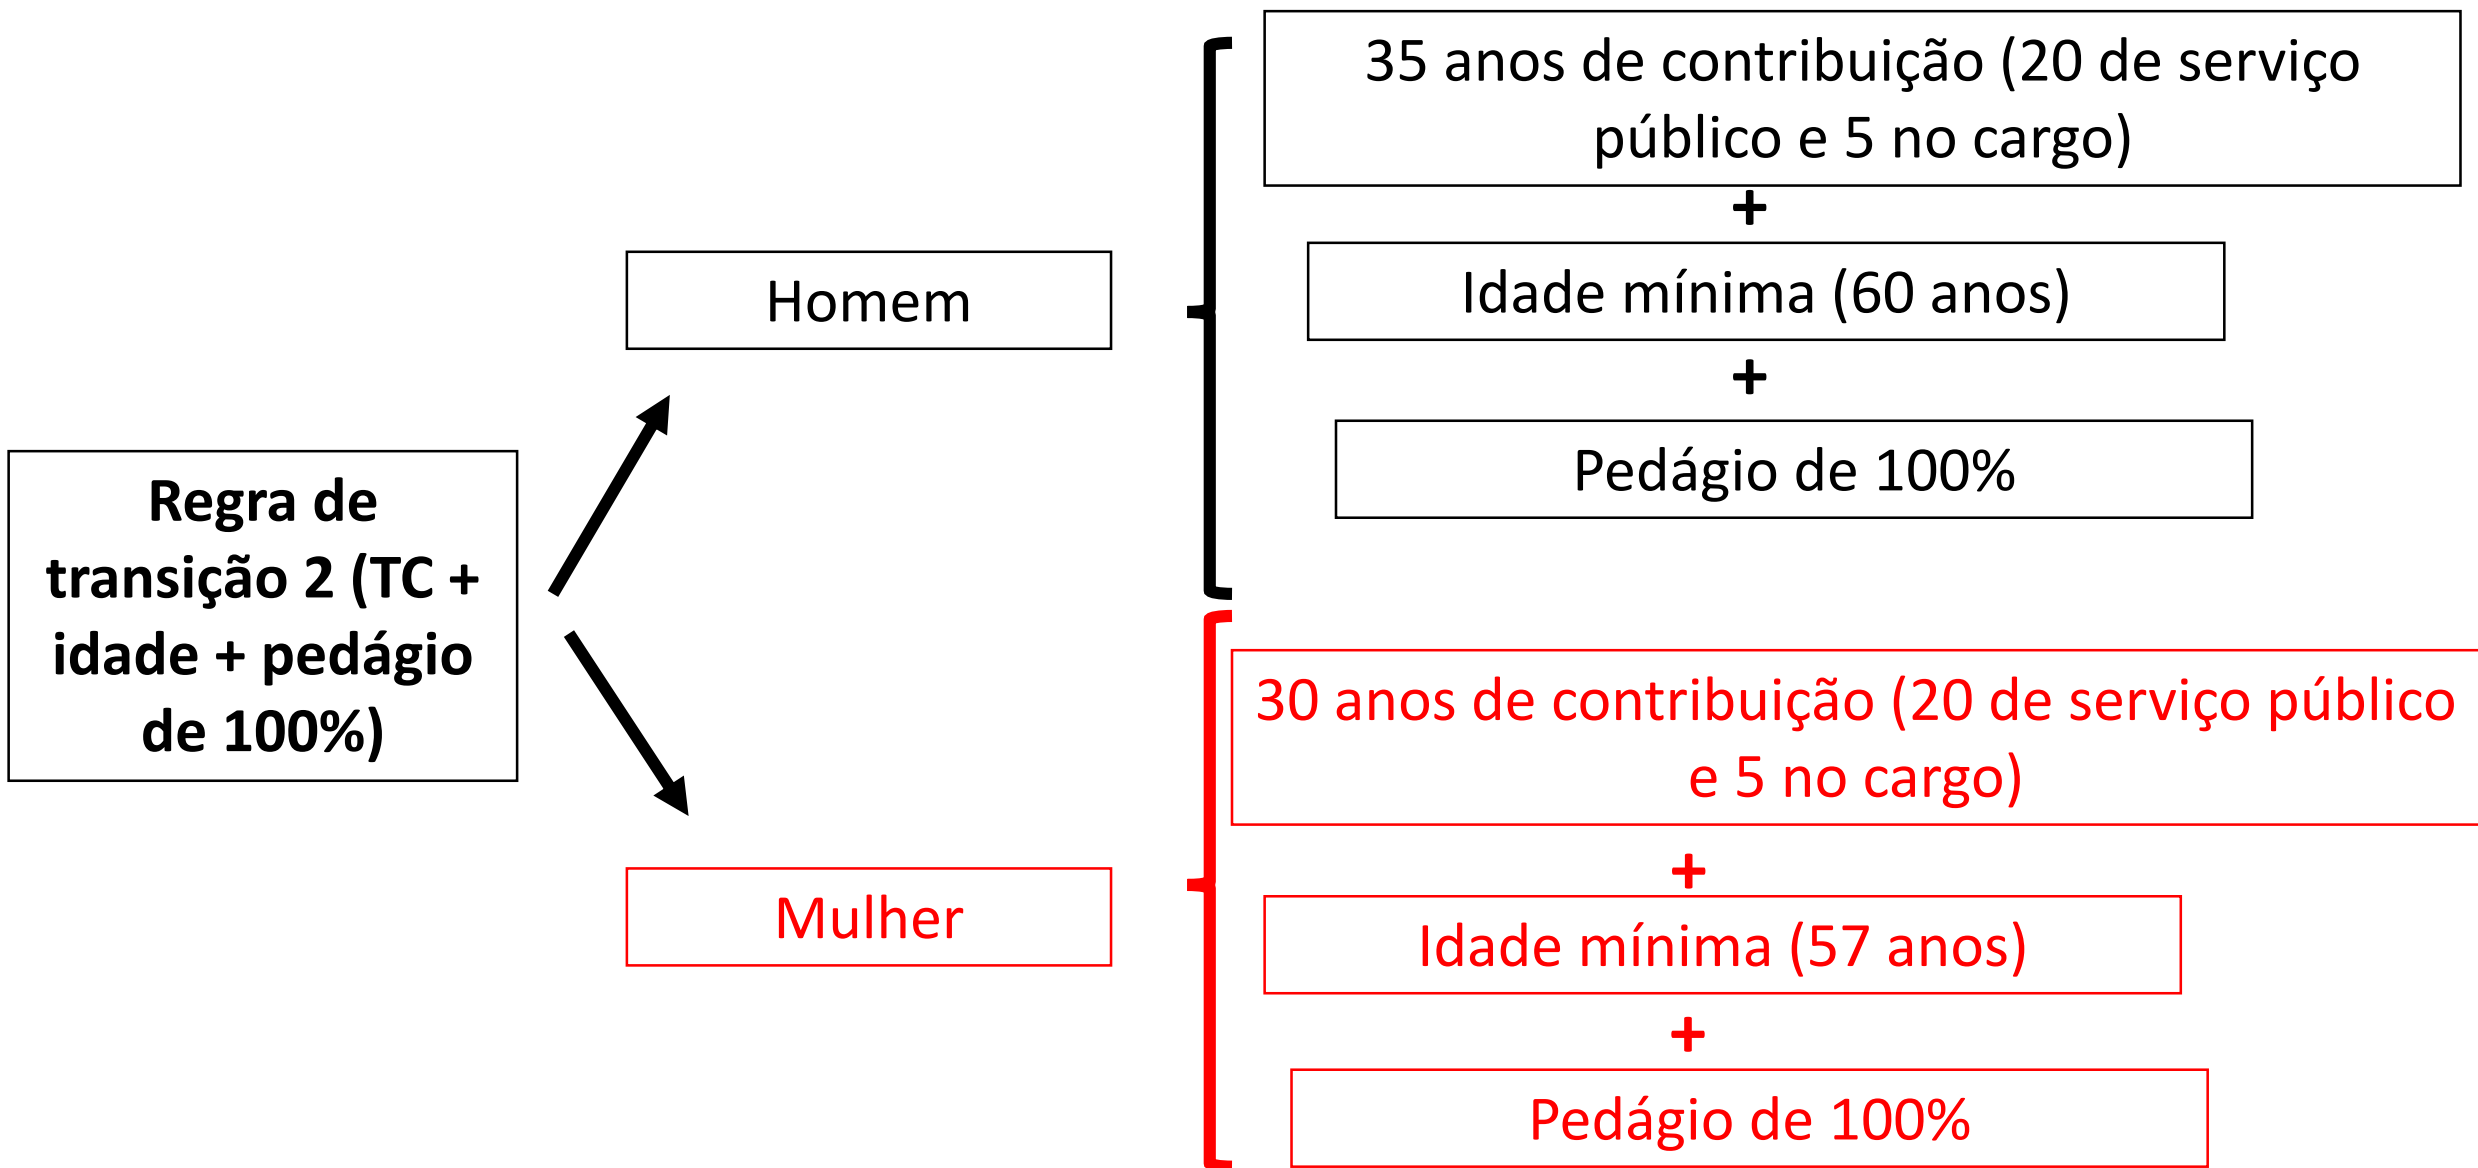 Regra de
transição 2 (TC +
idade + pedágio
de 100%)
Homem
35 anos de contribuição (20 de serviço
público e 5 no cargo)
+
Idade mínima (60 anos)
+
Pedágio de 100%
Mulher
30 anos de contribuição (20 de serviço público
e 5 no cargo)
+
Idade mínima (57 anos)
+
Pedágio de 100%